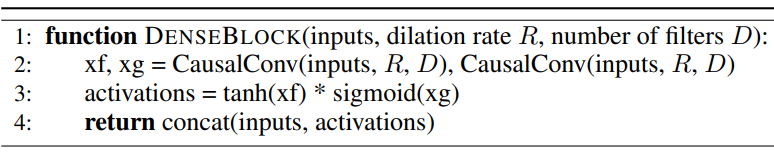 1: function DENSEBLOCK(inputs, dilation rate R, number of filters D):
2: xf, xg = CausalConv(inputs, R, D), CausalConv(inputs, R, D)
3: activations = tanh(xf) * sigmoid(xg)
4: return concat(inputs, activations)